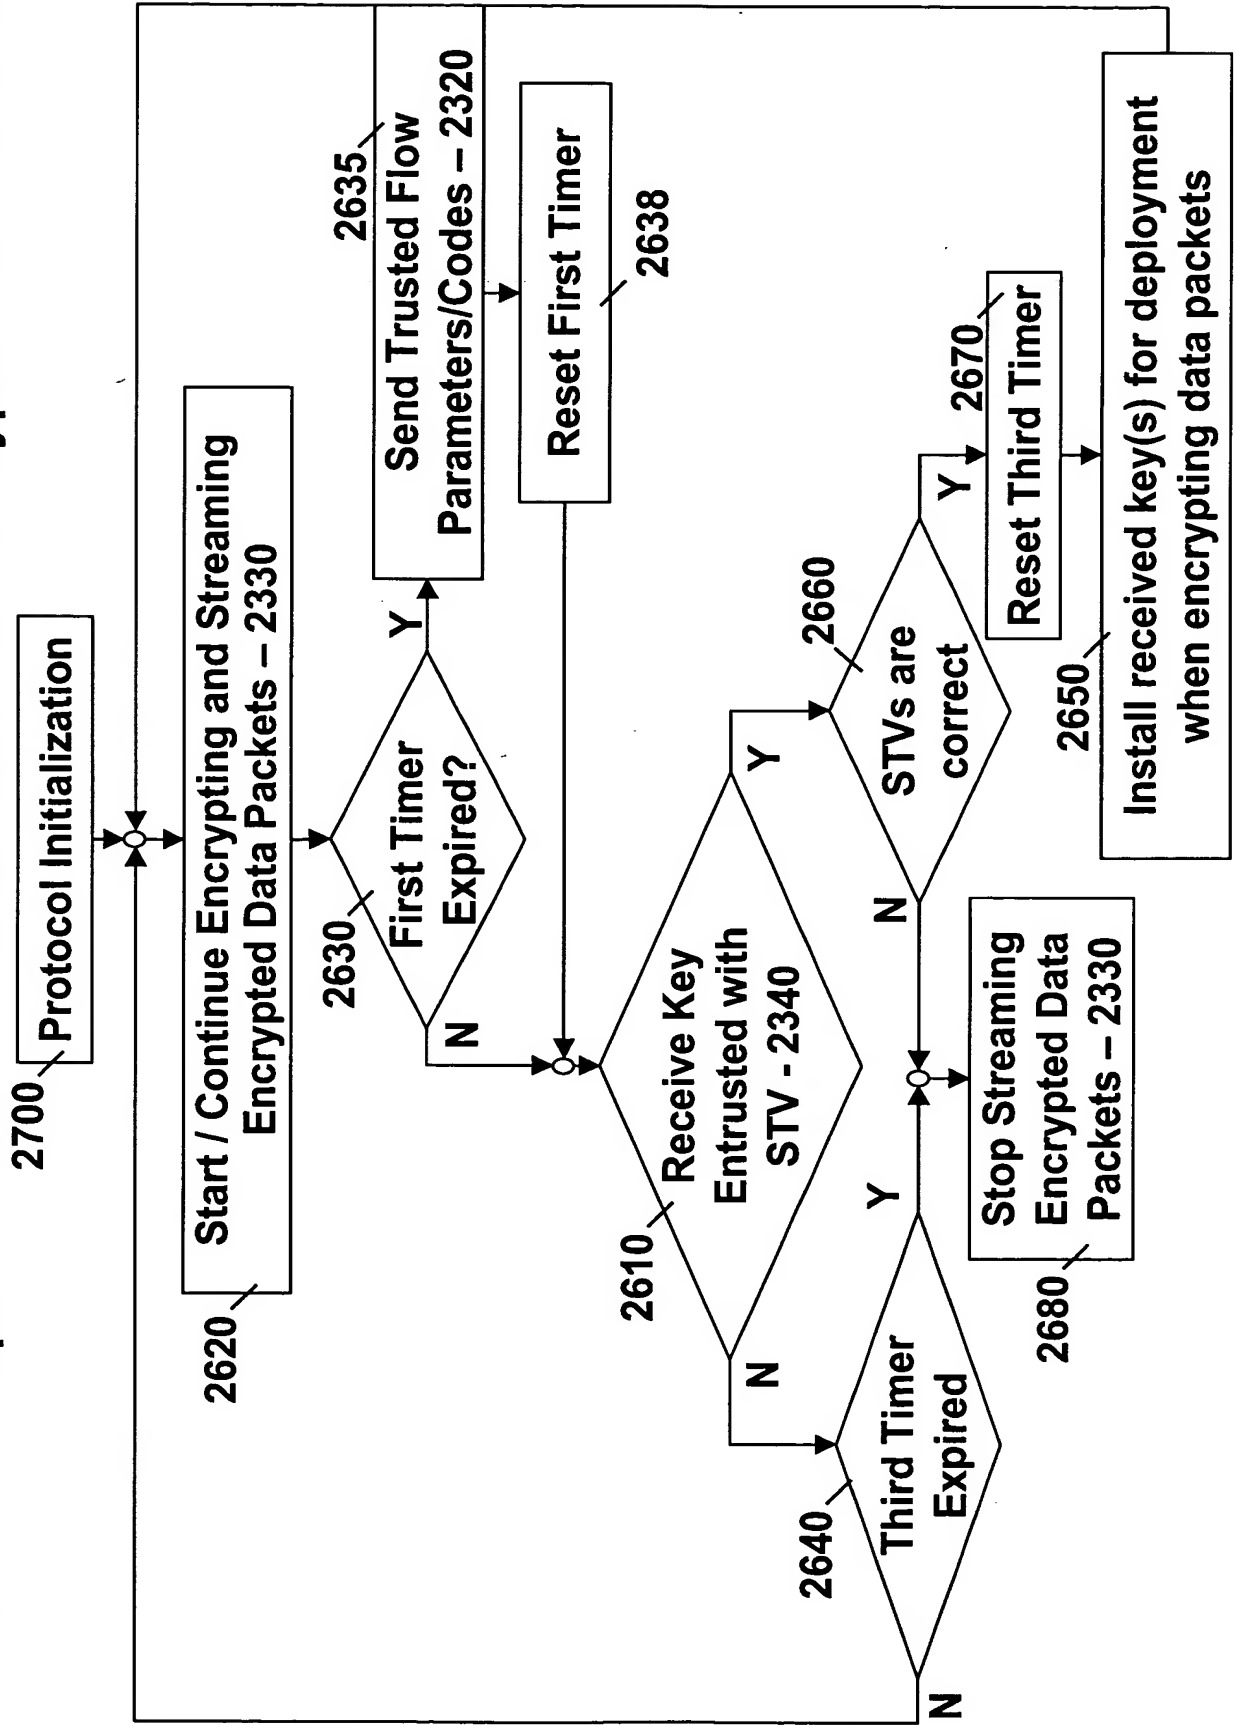 2700
Protocol Initialization
2620
Start / Continue Encrypting and Streaming
Encrypted Data Packets – 2330
2630
First Timer
Expired?
Y
N
2635
Send Trusted Flow
Parameters/Codes – 2320
Reset First Timer
2638
2610
Receive Key
Entrusted with
STV - 2340
N
Y
2640
Third Timer
Expired
N
Y
2660
STVs are
correct
N
Y
2680
Stop Streaming
Encrypted Data
Packets – 2330
2670
Reset Third Timer
2650
Install received key(s) for deployment
when encrypting data packets